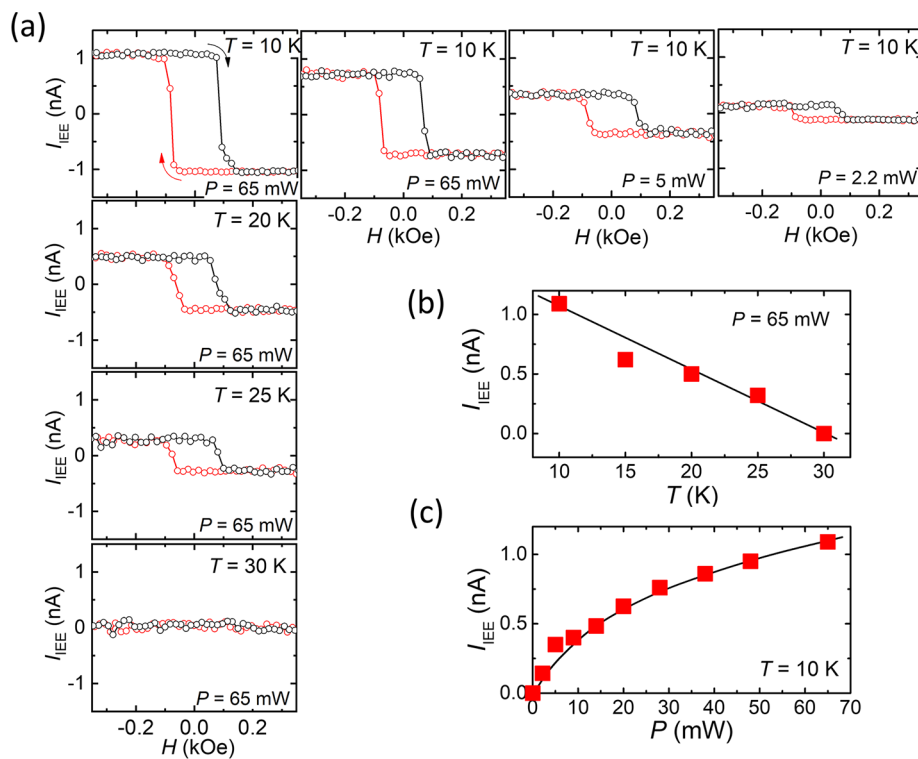 (a)
I_IEE (nA)
1
0
-1
T = 10 K
P = 65 mW
T = 10 K
P = 65 mW
-0.2 0.0 0.2
H (kOe)
T = 10 K
P = 5 mW
-0.2 0.0 0.2
H (kOe)
T = 10 K
P = 2.2 mW
-0.2 0.0 0.2
H (kOe)
I_IEE (nA)
1
0
-1
T = 20 K
P = 65 mW
I_IEE (nA)
1
0
-1
T = 25 K
P = 65 mW
I_IEE (nA)
1
0
-1
T = 30 K
P = 65 mW
-0.2 0.0 0.2
H (kOe)
(b)
I_IEE (nA)
1.0
0.5
0.0
P = 65 mW
10 15 20 25 30
T (K)
(c)
I_IEE (nA)
1.0
0.5
0.0
T = 10 K
0 10 20 30 40 50 60 70
P (mW)